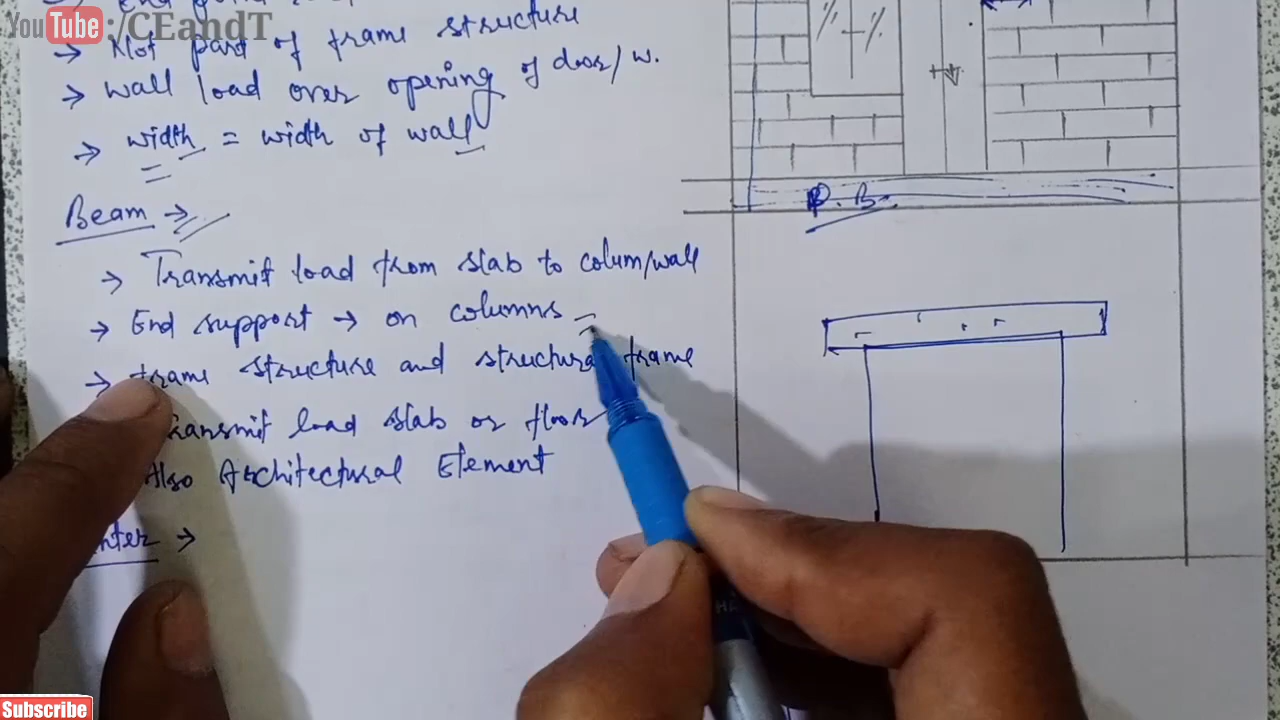 YouTube /CEandT
→ Not part of frame structure
→ Wall load over opening of door/w.
→ width = width of wall
Beam →
→ Transmit load from slab to colum/wall
→ End support → on columns
→ frame structure and structural frame
Transmit load slab or floor
Also Architectural Element
→
P. B.
Subscribe